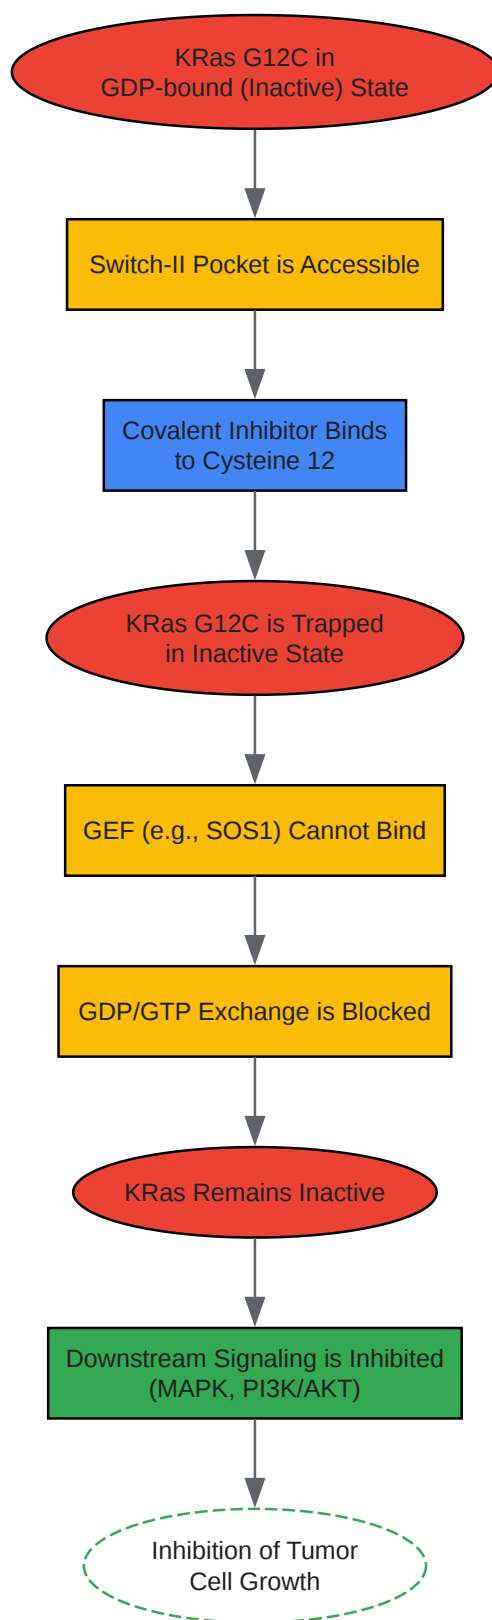 KRas G12C in
GDP-bound (Inactive) State
Switch-II Pocket is Accessible
Covalent Inhibitor Binds
to Cysteine 12
KRas G12C is Trapped
in Inactive State
GEF (e.g., SOS1) Cannot Bind
GDP/GTP Exchange is Blocked
KRas Remains Inactive
Downstream Signaling is Inhibited
(MAPK, PI3K/AKT)
Inhibition of Tumor
Cell Growth